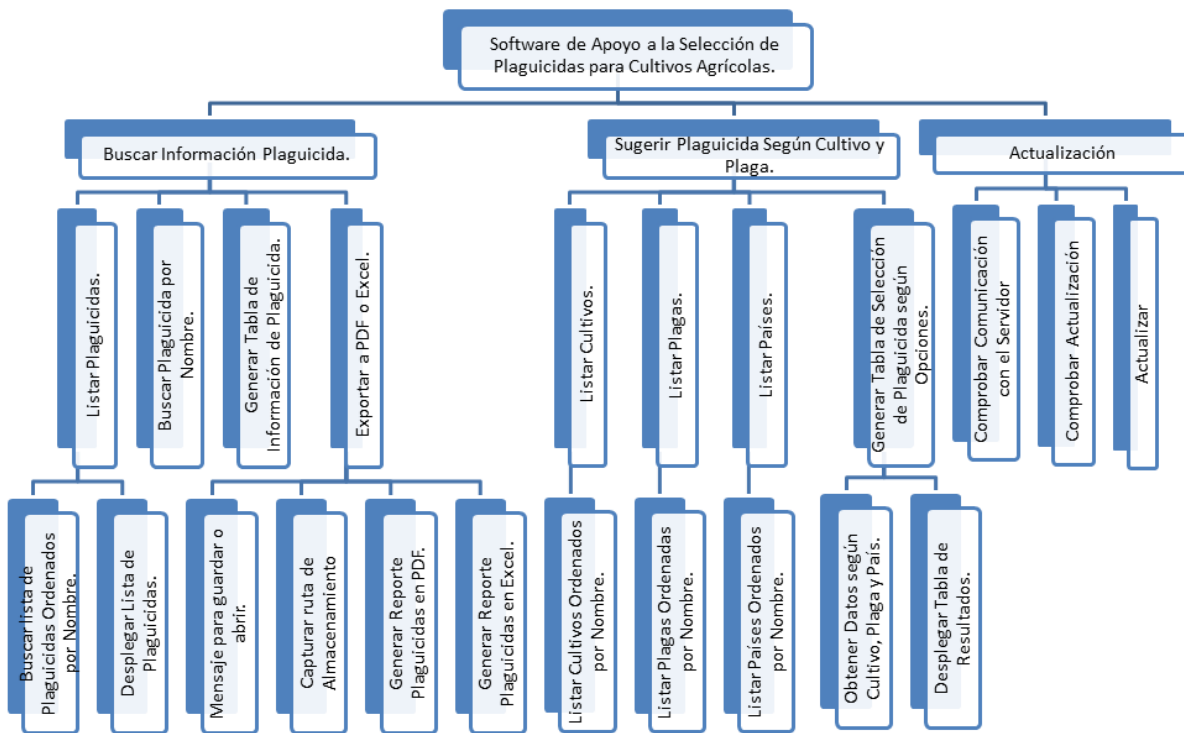 Software de Apoyo a la Selección de
Plaguicidas para Cultivos Agrícolas.
Buscar Información Plaguicida.
Sugerir Plaguicida Según Cultivo y
Plaga.
Actualización
Listar Plaguicidas.
Buscar Plaguicida por
Nombre.
Generar Tabla de
Información de Plaguicida.
Exportar a PDF o Excel.
Listar Cultivos.
Listar Plagas.
Listar Países.
Generar Tabla de Selección
de Plaguicida según
Opciones.
Comprobar Comunicación
con el Servidor
Comprobar Actualización
Actualizar
Buscar lista de
Plaguicidas Ordenados
por Nombre.
Desplegar Lista de
Plaguicidas.
Mensaje para guardar o
abrir.
Capturar ruta de
Almacenamiento
Generar Reporte
Plaguicidas en PDF.
Generar Reporte
Plaguicidas en Excel.
Listar Cultivos Ordenados
por Nombre.
Listar Plagas Ordenadas
por Nombre.
Listar Países Ordenados
por Nombre.
Obtener Datos según
Cultivo, Plaga y País.
Desplegar Tabla de
Resultados.